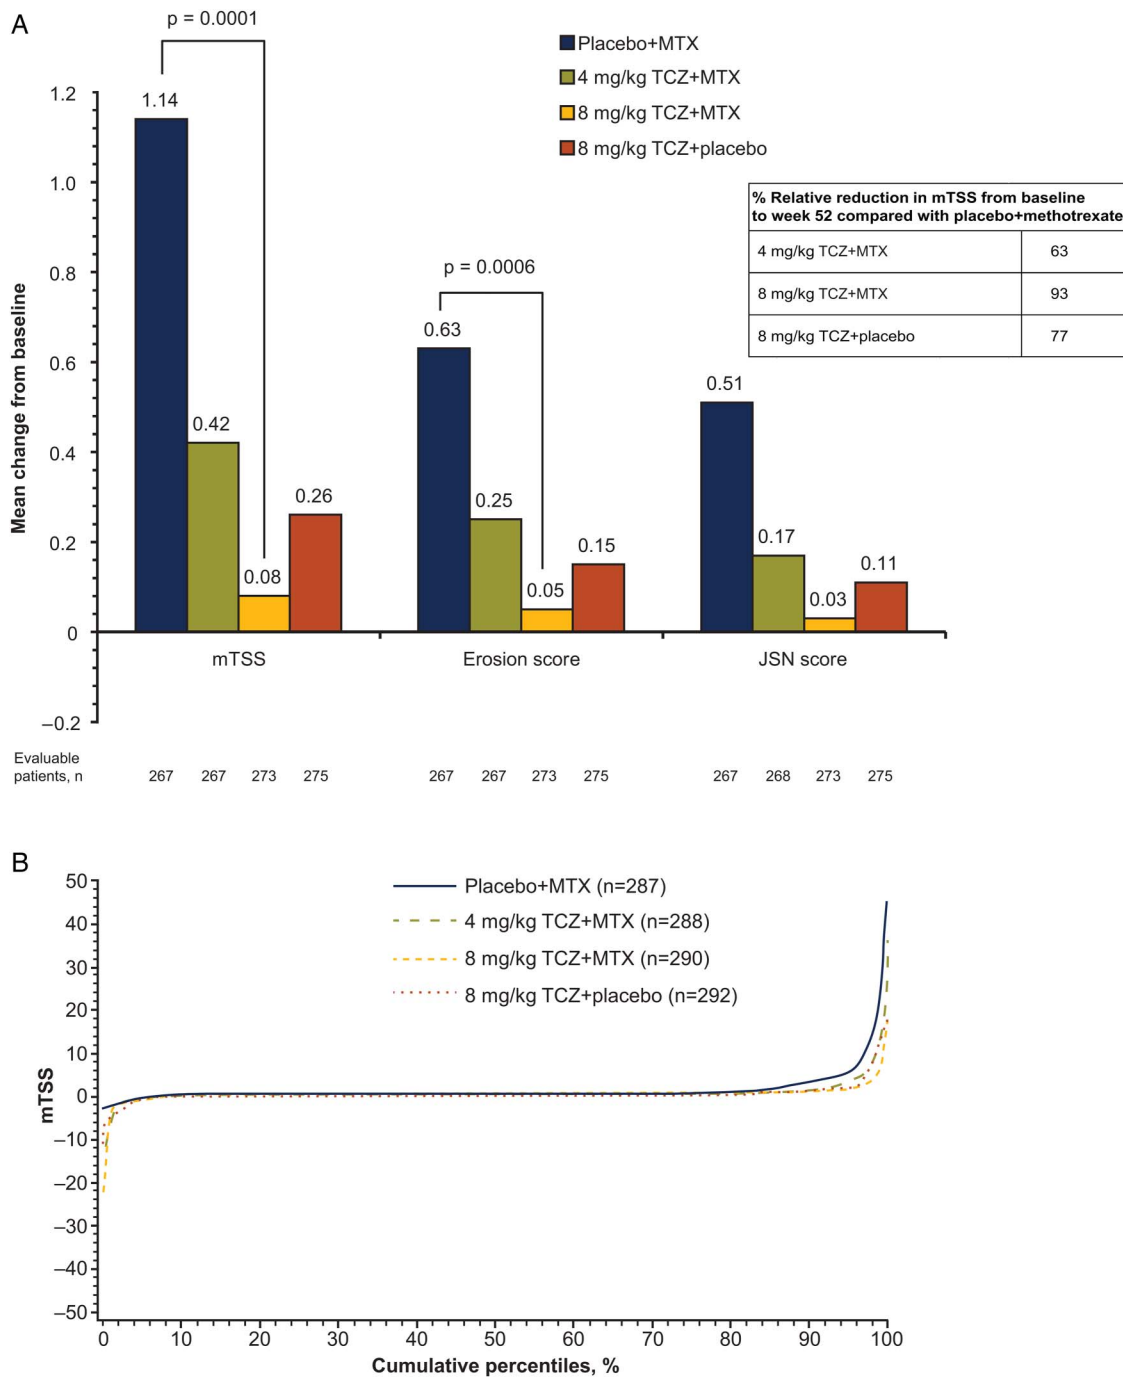 A
p = 0.0001
Placebo+MTX
4 mg/kg TCZ+MTX
8 mg/kg TCZ+MTX
8 mg/kg TCZ+placebo
% Relative reduction in mTSS from baseline
to week 52 compared with placebo+methotrexate
4 mg/kg TCZ+MTX 63
8 mg/kg TCZ+MTX 93
8 mg/kg TCZ+placebo 77
Mean change from baseline
1.2
1.0
0.8
0.6
0.4
0.2
0
–0.2
1.14
0.42
0.08
0.26
p = 0.0006
0.63
0.25
0.05
0.15
0.51
0.17
0.03
0.11
mTSS Erosion score JSN score
Evaluable
patients, n 267 267 273 275 267 267 273 275 267 268 273 275
B
Placebo+MTX (n=287)
4 mg/kg TCZ+MTX (n=288)
8 mg/kg TCZ+MTX (n=290)
8 mg/kg TCZ+placebo (n=292)
mTSS
50
40
30
20
10
0
–10
–20
–30
–40
–50
0 10 20 30 40 50 60 70 80 90 100
Cumulative percentiles, %